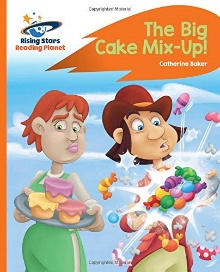 Rising Stars
Reading Planet
The Big
Cake Mix-Up!
Catherine Baker